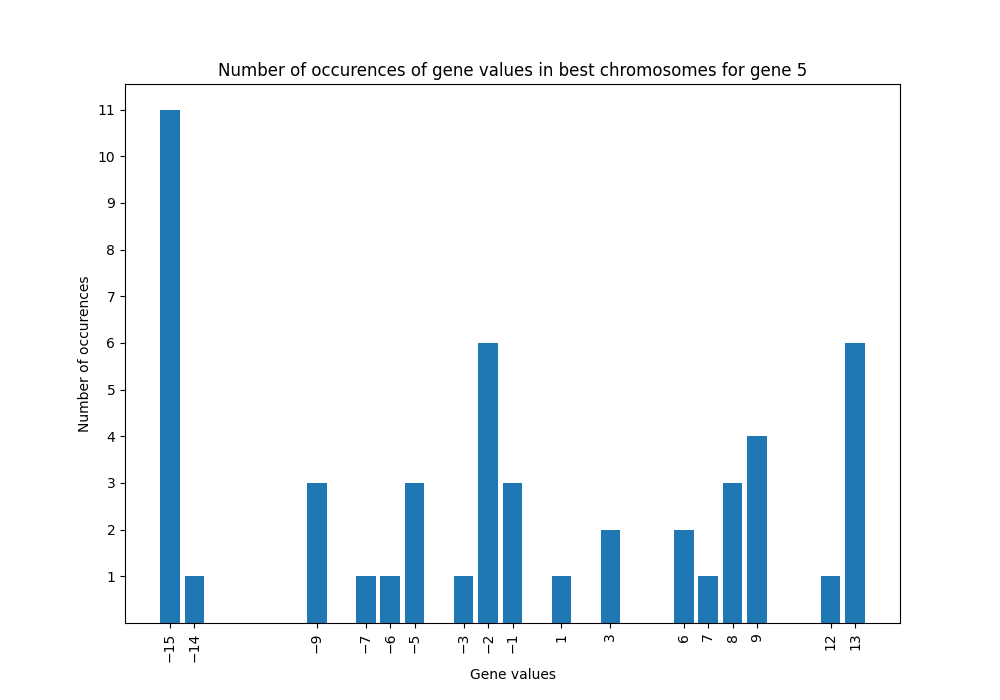 Number of occurences of gene values in best chromosomes for gene 5
Number of occurences
11
10
9
8
7
6
5
4
3
2
1
−15 −14 −9 −7 −6 −5 −3 −2 −1 1 3 6 7 8 9 12 13
Gene values